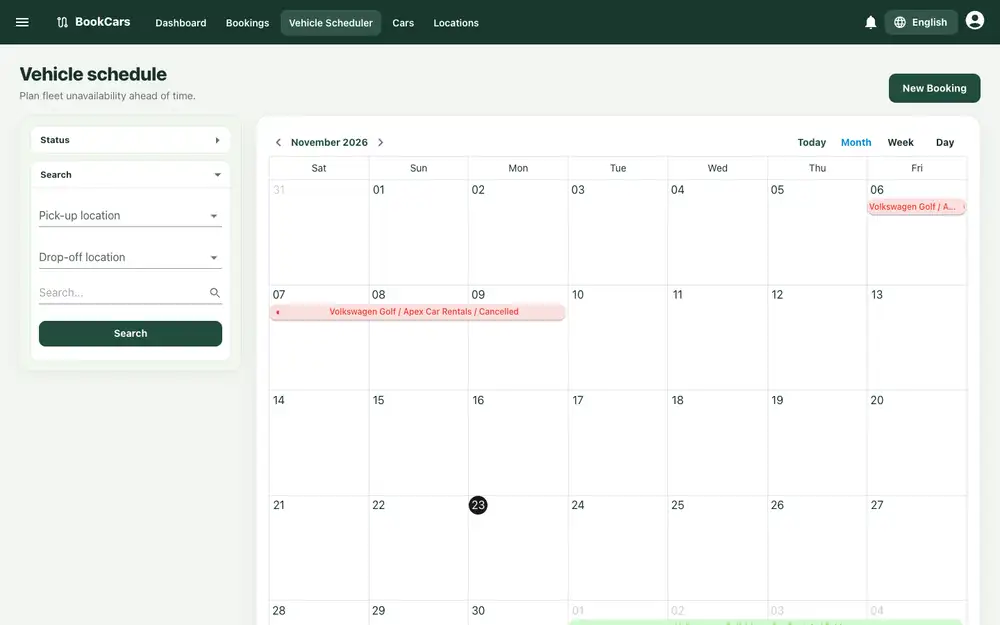 BookCars Dashboard Bookings Vehicle Scheduler Cars Locations English
Vehicle schedule
Plan fleet unavailability ahead of time.
New Booking
Status
Search
Pick-up location
Drop-off location
Search...
Search
November 2026 Today Month Week Day
Sat Sun Mon Tue Wed Thu Fri
31 01 02 03 04 05 06
Volkswagen Golf / A...
07 08 09 10 11 12 13
Volkswagen Golf / Apex Car Rentals / Cancelled
14 15 16 17 18 19 20
21 22 23 24 25 26 27
28 29 30 01 02 03 04